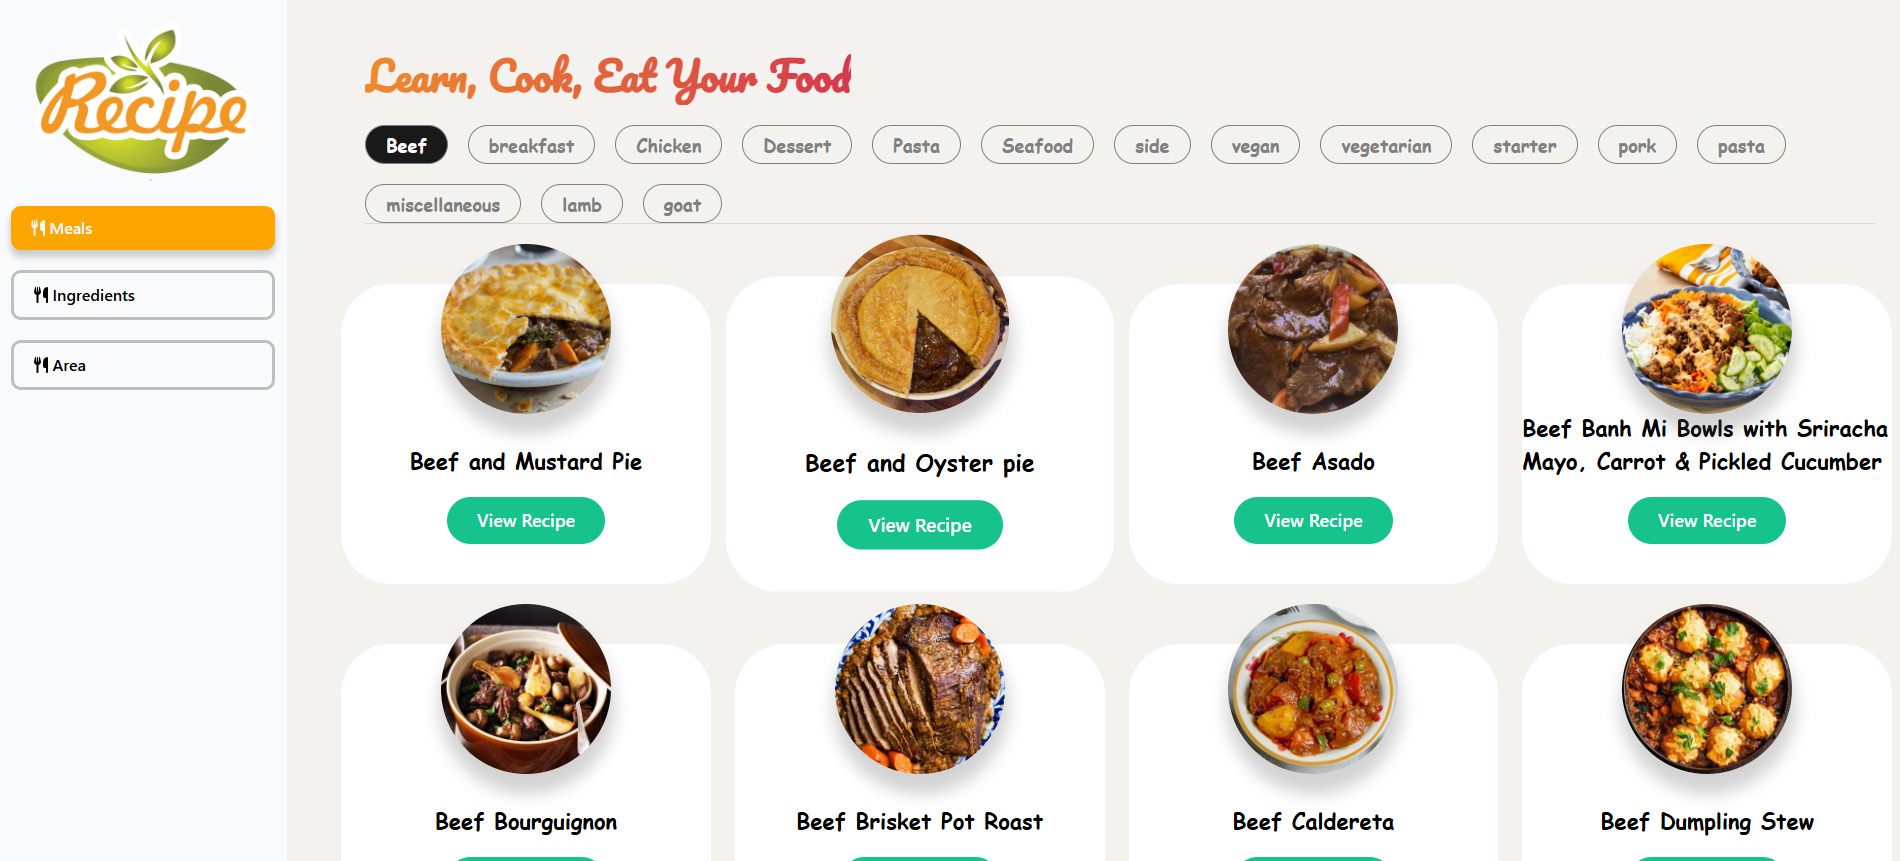 Recipe
Meals
Ingredients
Area
Learn, Cook, Eat Your Food
Beef breakfast Chicken Dessert Pasta Seafood side vegan vegetarian starter pork pasta
miscellaneous lamb goat
Beef and Mustard Pie
View Recipe
Beef and Oyster pie
View Recipe
Beef Asado
View Recipe
Beef Banh Mi Bowls with Sriracha
Mayo, Carrot & Pickled Cucumber
View Recipe
Beef Bourguignon
Beef Brisket Pot Roast
Beef Caldereta
Beef Dumpling Stew